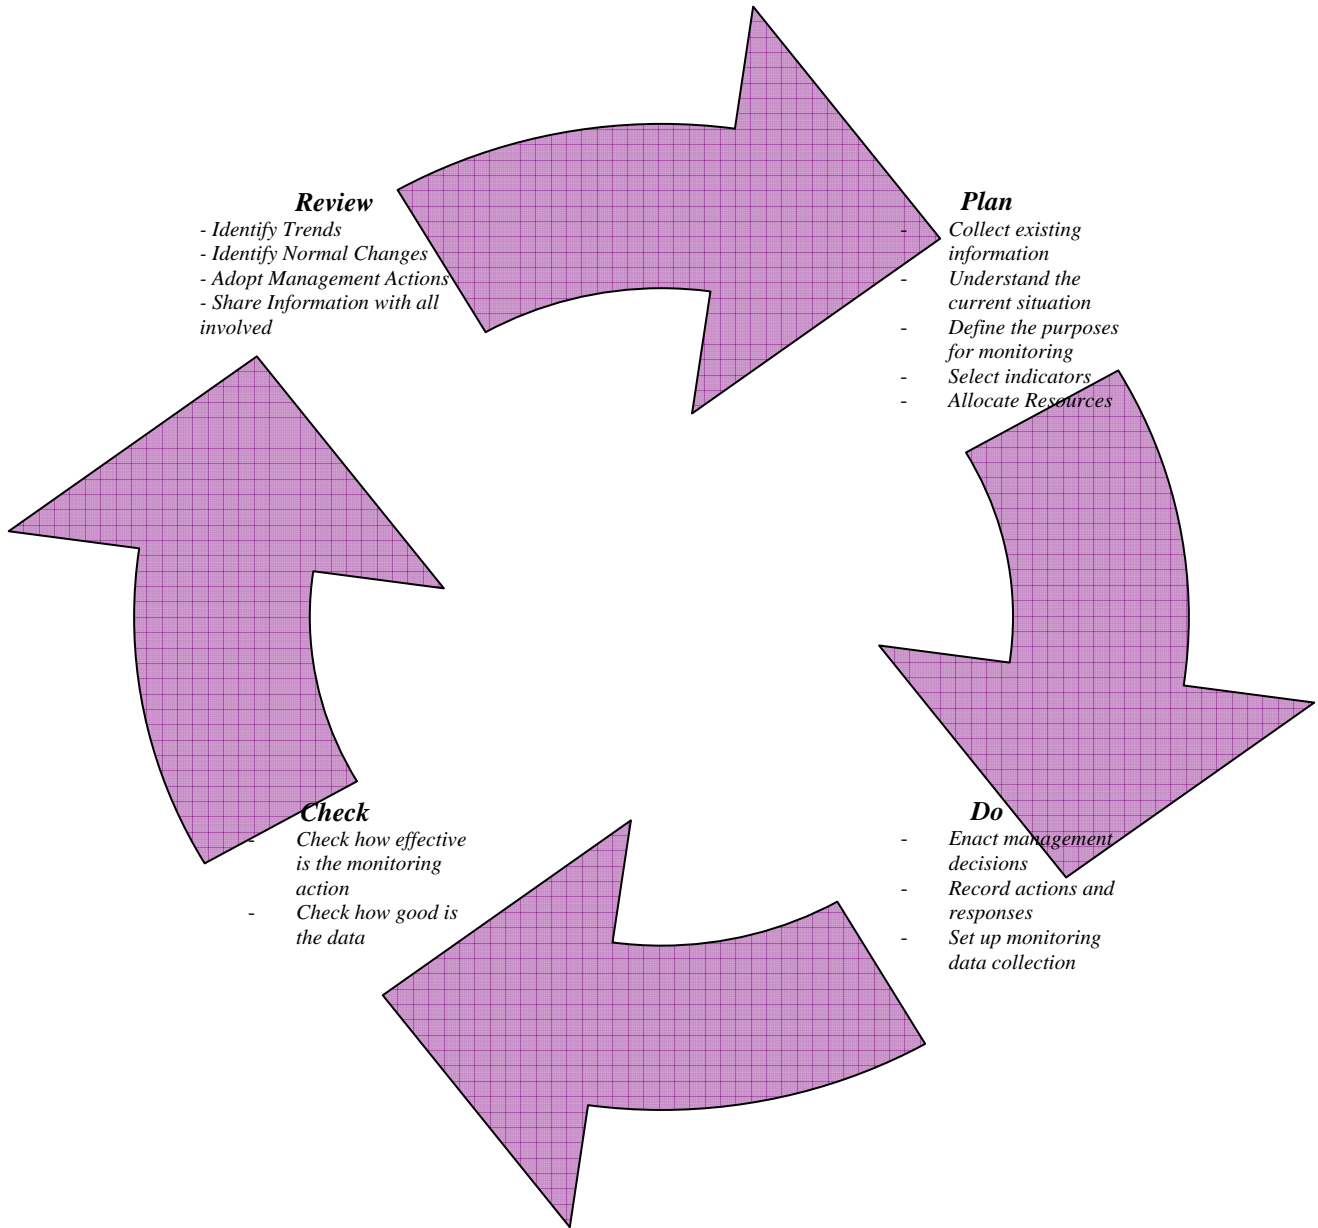 Review
- Identify Trends
- Identify Normal Changes
- Adopt Management Actions
- Share Information with all
involved
Plan
- Collect existing
information
- Understand the
current situation
- Define the purposes
for monitoring
- Select indicators
- Allocate Resources
Check
- Check how effective
is the monitoring
action
- Check how good is
the data
Do
- Enact management
decisions
- Record actions and
responses
- Set up monitoring
data collection